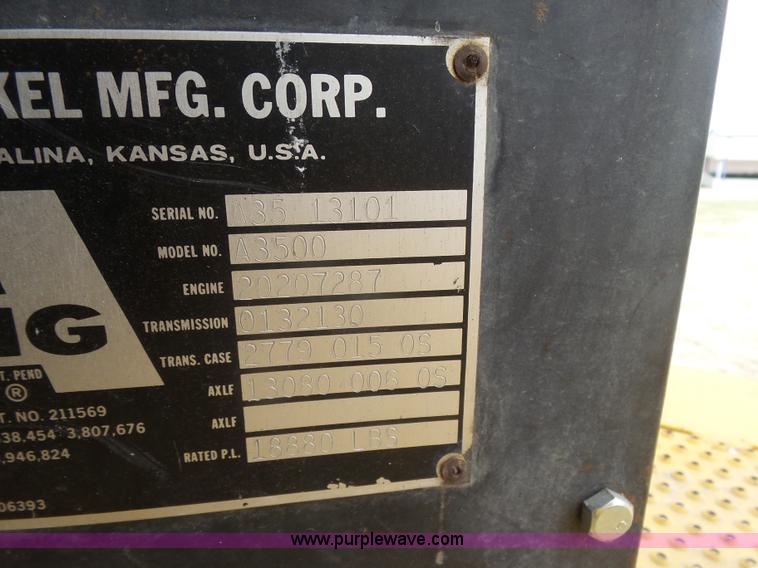 XEL MFG. CORP.
ALINA, KANSAS, U.S.A.
SERIAL NO. A35 13101
MODEL NO. A3500
ENGINE 20207287
TRANSMISSION 0132130
TRANS. CASE 2779 015 OS
AXLE 13080 006 OS
AXLE
RATED P.L. 18880 LBS
A
NG
T. PEND
®
T. NO. 211569
38,454 3,807,676
,946,824
06393
www.purplewave.com